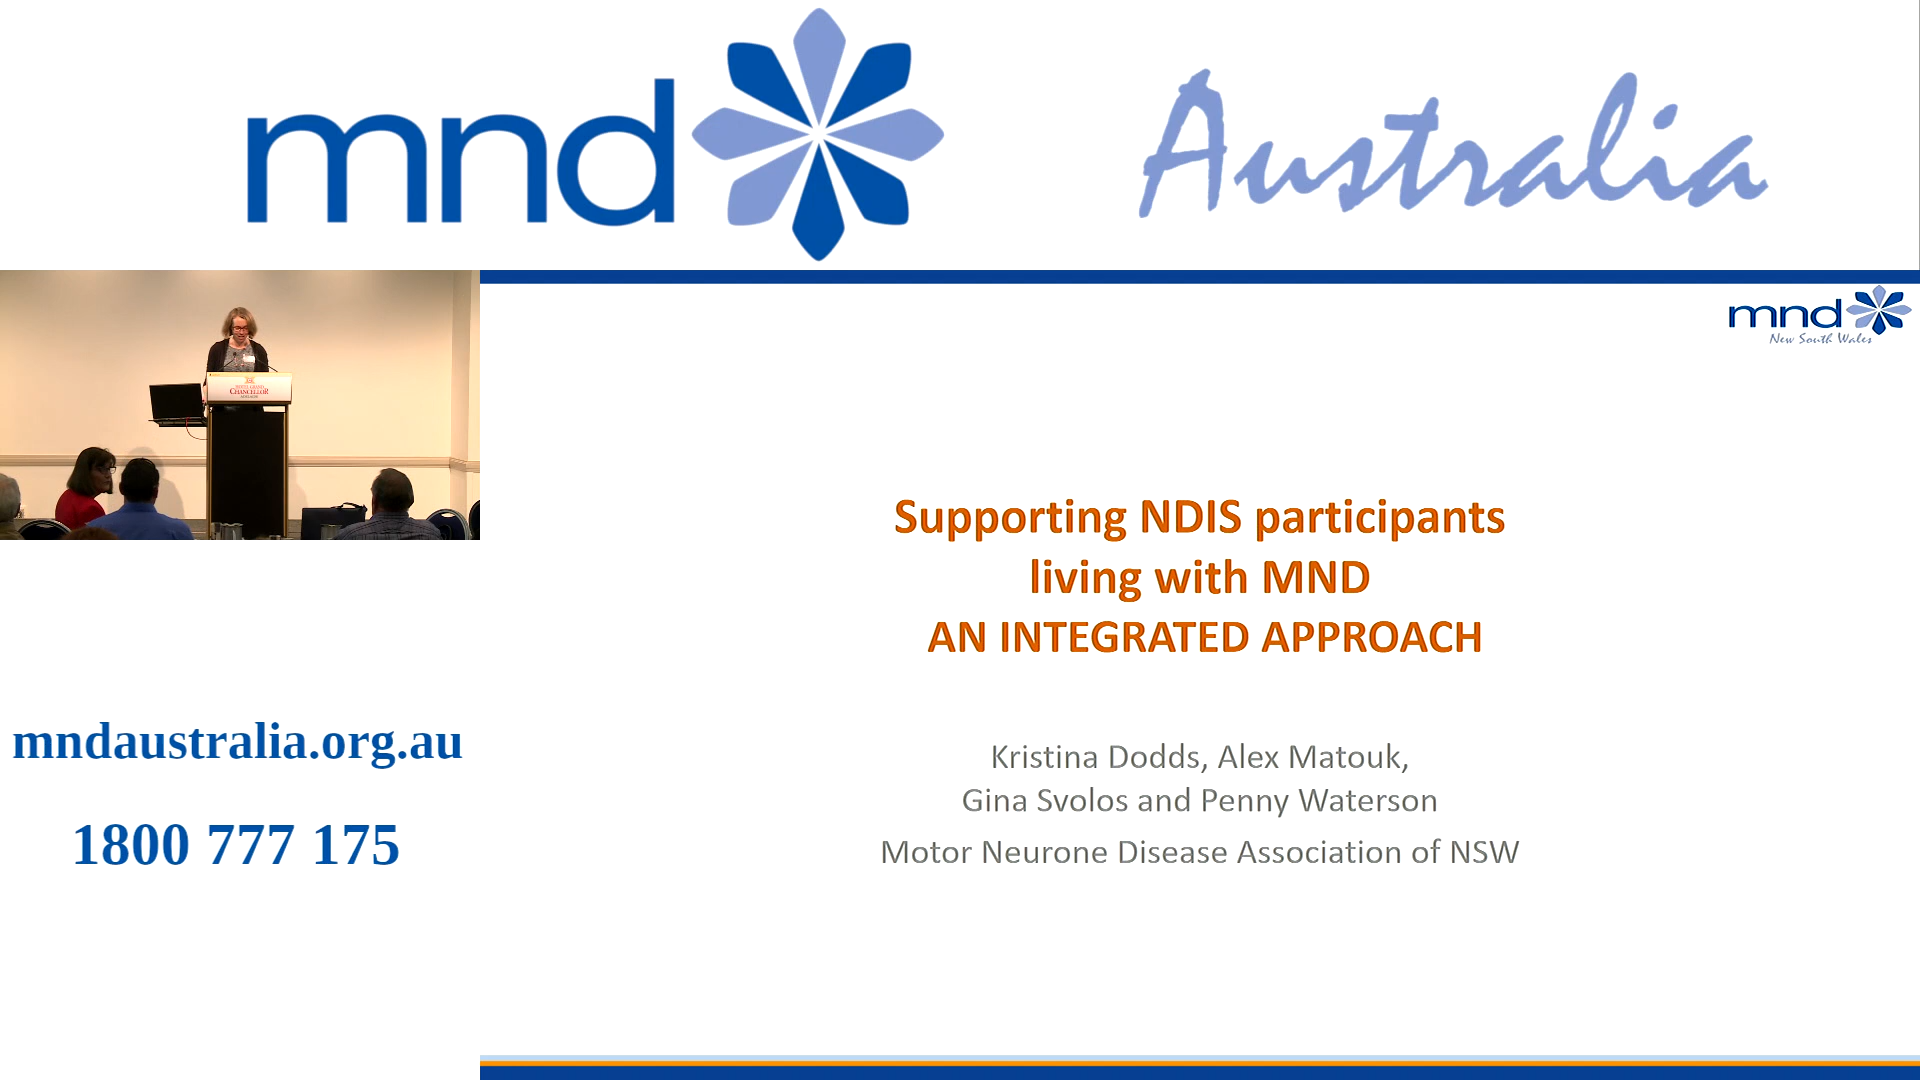 mnd Australia
mnd
New South Wales
CHANCELLOR
Supporting NDIS participants
living with MND
AN INTEGRATED APPROACH
Kristina Dodds, Alex Matouk,
Gina Svolos and Penny Waterson
Motor Neurone Disease Association of NSW
mndaustralia.org.au
1800 777 175